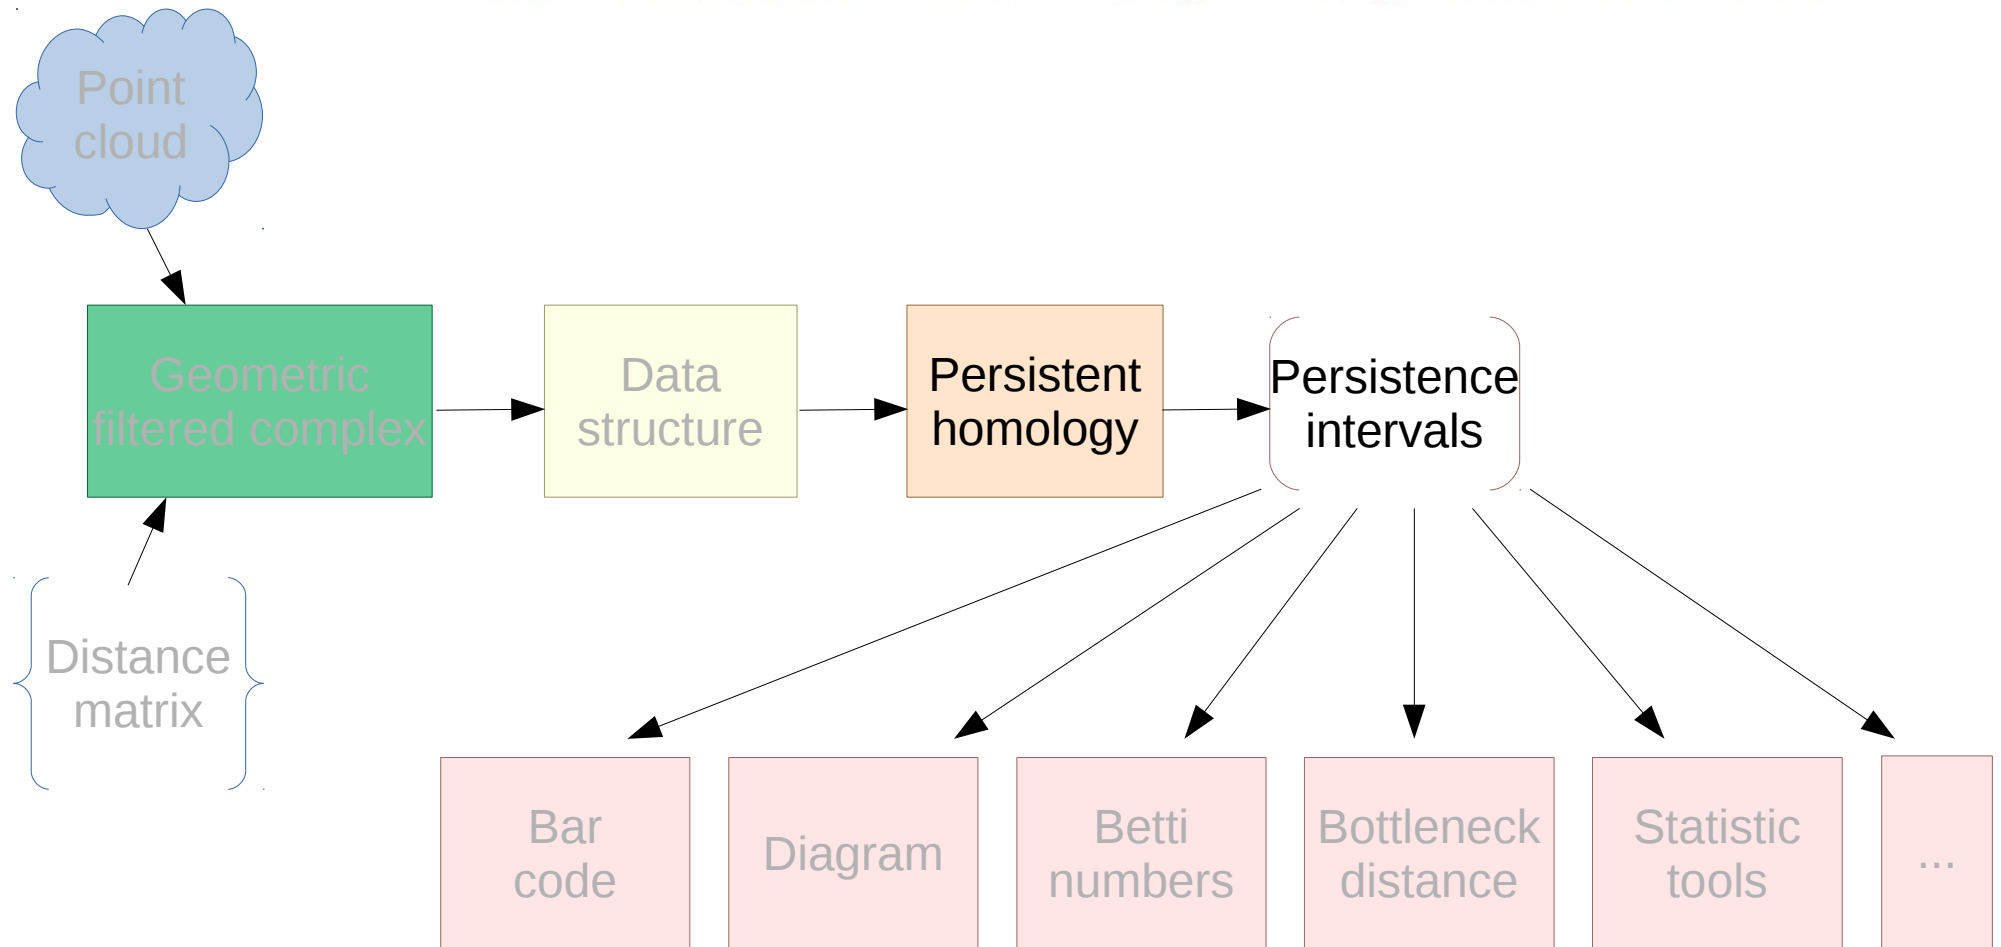 Point
cloud
Geometric
filtered complex
Data
structure
Persistent
homology
Persistence
intervals
Distance
matrix
Bar
code
Diagram
Betti
numbers
Bottleneck
distance
Statistic
tools
...